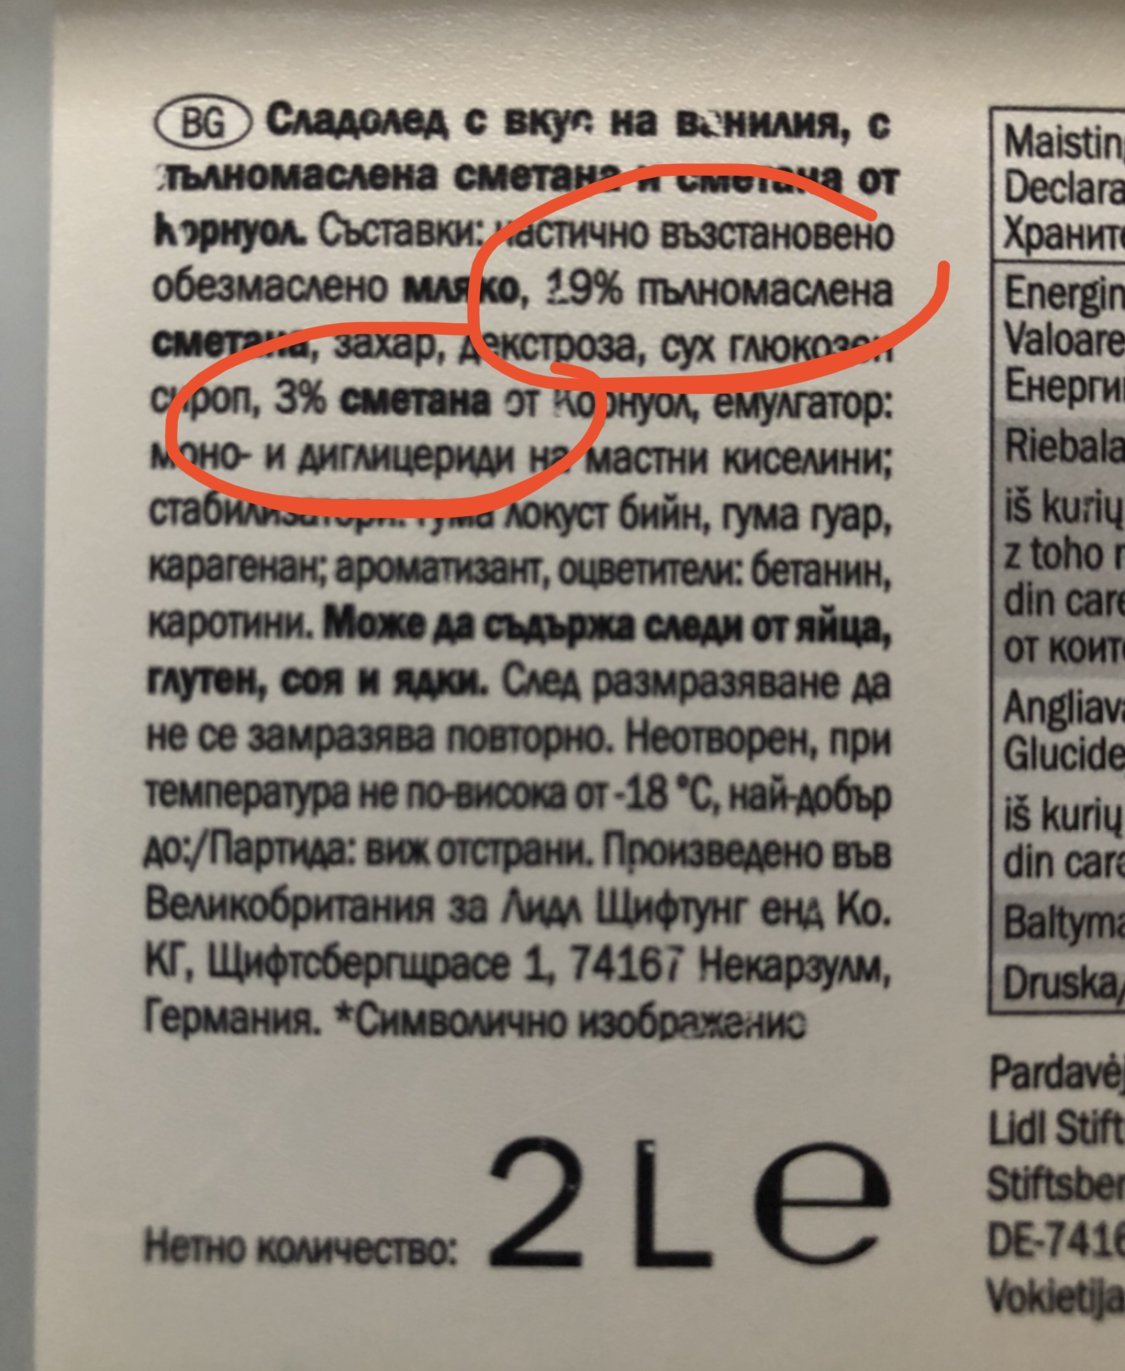 BG Сладолед с вкус на ванилия, с
пълномаслена сметана и сметана от
Корнуол. Съставки: частично възстановено
обезмаслено мляко, 19% пълномаслена
сметана, захар, декстроза, сух глюкозен
сироп, 3% сметана от Корнуол, емулгатор:
моно- и диглицериди на мастни киселини;
стабилизатори: гума локуст бийн, гума гуар,
карагенан; ароматизант, оцветители: бетанин,
каротини. Може да съдържа следи от яйца,
глутен, соя и ядки. След размразяване да
не се замразява повторно. Неотворен, при
температура не по-висока от -18 °C, най-добър
до:/Партида: виж отстрани. Произведено във
Великобритания за Лидл Щифтунг енд Ко.
КГ, Щифтсбергщрасе 1, 74167 Некарзулм,
Германия. *Символично изображение
Нетно количество: 2 L e
Maisting
Declara
Хранит
Energin
Valoare
Енерги
Riebala
iš kurių
z toho
din care
от които
Angliava
Glucide
iš kurių
din care
Baltyma
Druska/
Pardavėj
Lidl Stift
Stiftsber
DE-7416
Vokietija